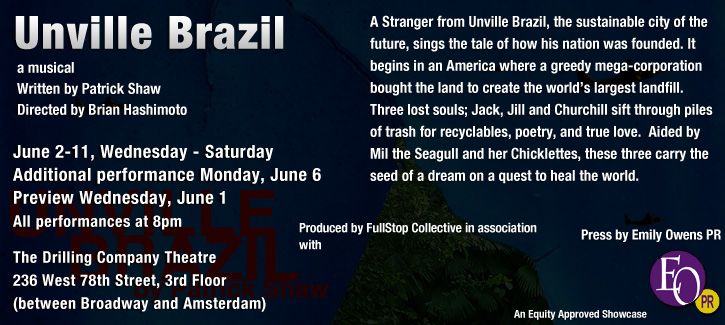 Unville Brazil
a musical
Written by Patrick Shaw
Directed by Brian Hashimoto
June 2-11, Wednesday - Saturday
Additional performance Monday, June 6
Preview Wednesday, June 1
All performances at 8pm
The Drilling Company Theatre
236 West 78th Street, 3rd Floor
(between Broadway and Amsterdam)
UNVILLE
BRAZIL
by Patrick Shaw
A Stranger from Unville Brazil, the sustainable city of the
future, sings the tale of how his nation was founded. It
begins in an America where a greedy mega-corporation
bought the land to create the world's largest landfill.
Three lost souls; Jack, Jill and Churchill sift through piles
of trash for recyclables, poetry, and true love.  Aided by
Mil the Seagull and her Chicklettes, these three carry the
seed of a dream on a quest to heal the world.
Produced by FullStop Collective in association
with
Press by Emily Owens PR
EO
PR
An Equity Approved Showcase